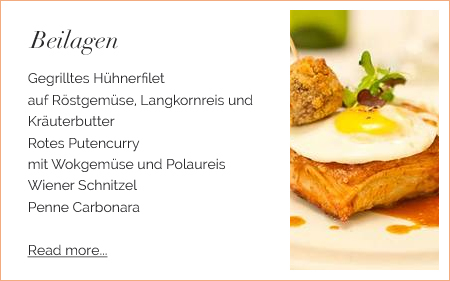 Beilagen
Gegrilltes Hühnerfilet
auf Röstgemüse, Langkornreis und
Kräuterbutter
Rotes Putencurry
mit Wokgemüse und Polaureis
Wiener Schnitzel
Penne Carbonara
Read more...